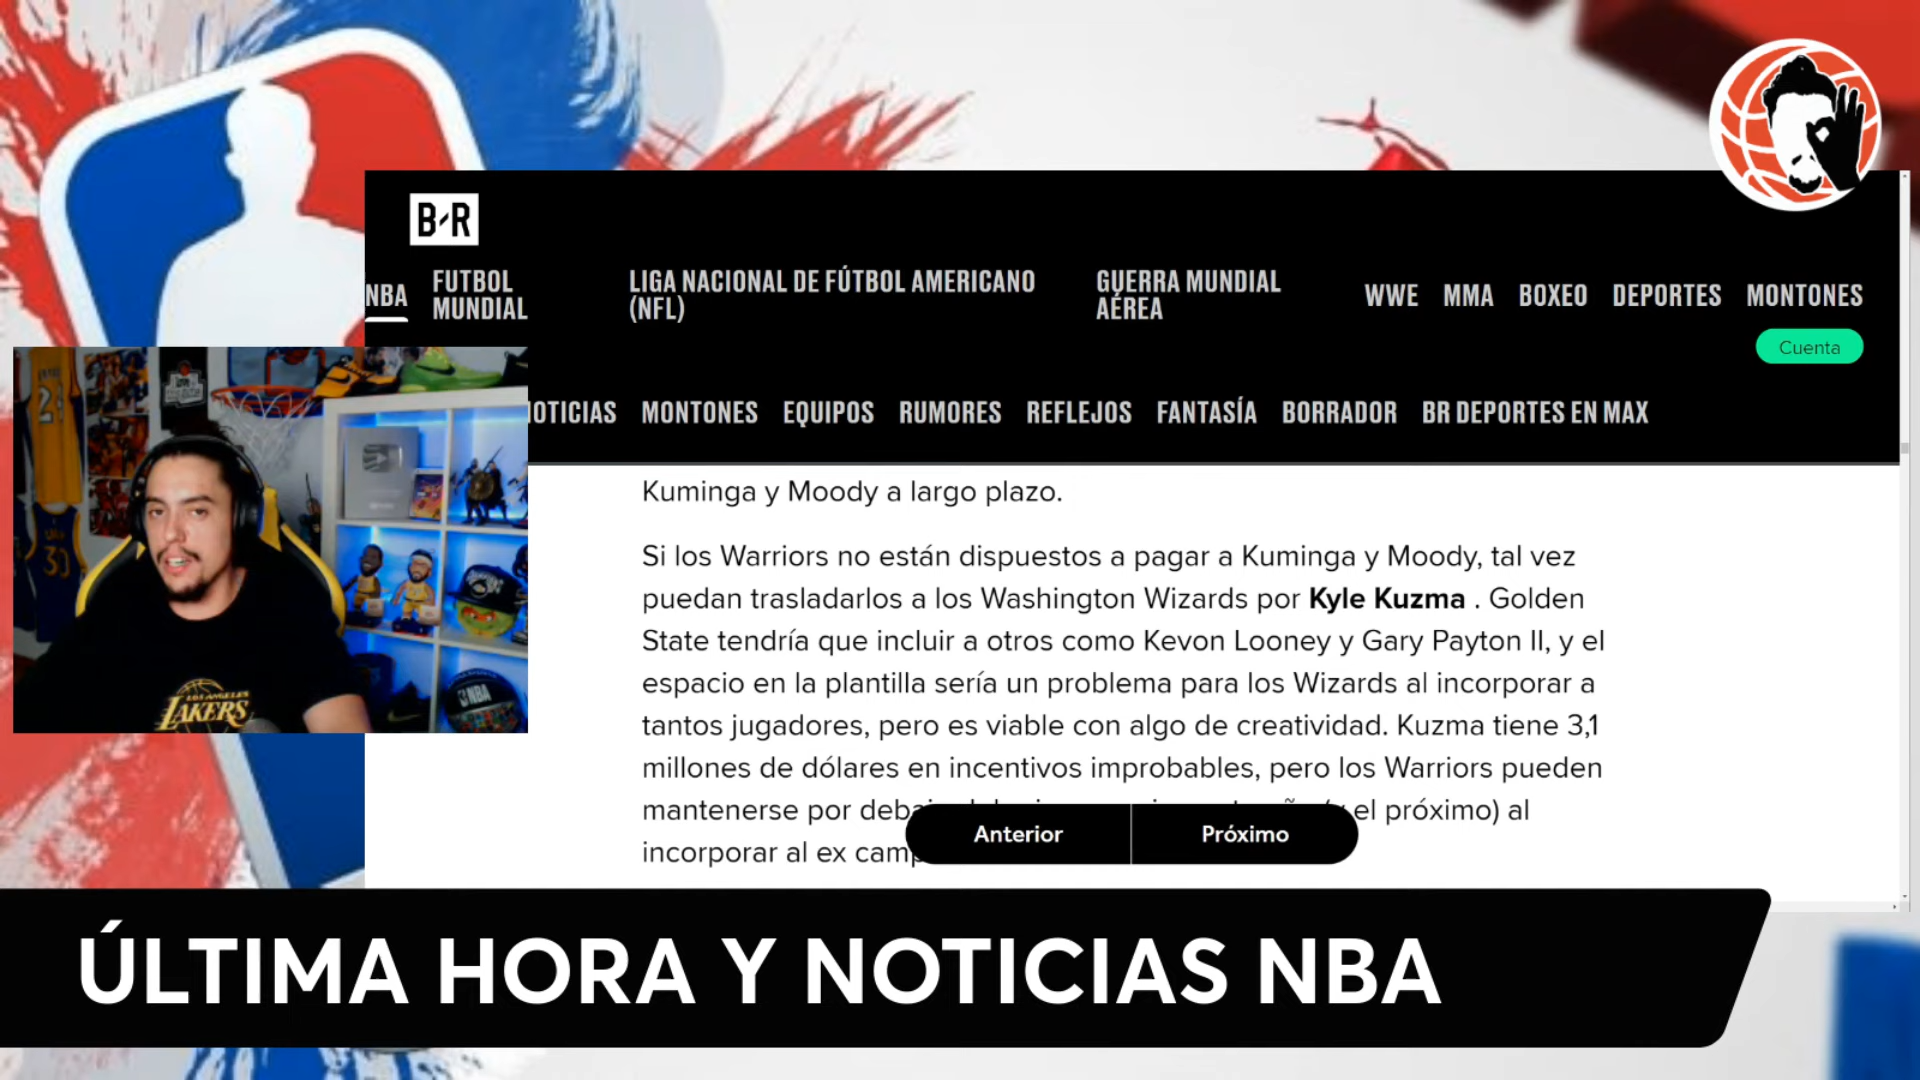 B/R
NBA
FUTBOL
MUNDIAL
LIGA NACIONAL DE FÚTBOL AMERICANO
(NFL)
GUERRA MUNDIAL
AÉREA
WWE
MMA
BOXEO
DEPORTES
MONTONES
Cuenta
OTICIAS
MONTONES
EQUIPOS
RUMORES
REFLEJOS
FANTASÍA
BORRADOR
BR DEPORTES EN MAX
Kuminga y Moody a largo plazo.
Si los Warriors no están dispuestos a pagar a Kuminga y Moody, tal vez
puedan trasladarlos a los Washington Wizards por Kyle Kuzma . Golden
State tendría que incluir a otros como Kevon Looney y Gary Payton II, y el
espacio en la plantilla sería un problema para los Wizards al incorporar a
tantos jugadores, pero es viable con algo de creatividad. Kuzma tiene 3,1
millones de dólares en incentivos improbables, pero los Warriors pueden
mantenerse por el próximo) al
incorporar al ex
Anterior
Próximo
LOS ANGELES
LAKERS
NBA
30
ÚLTIMA HORA Y NOTICIAS NBA